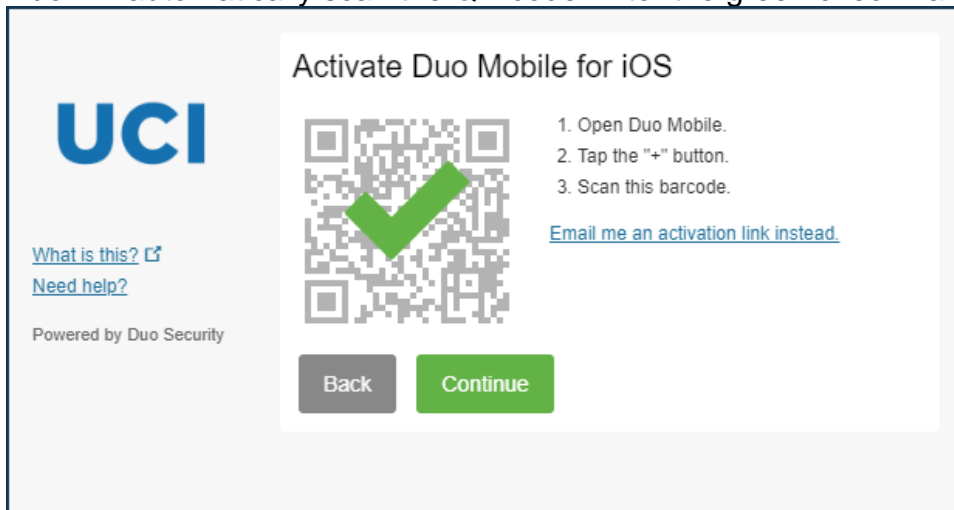 Activate Duo Mobile for iOS
UCI
1. Open Duo Mobile.
2. Tap the "+" button.
3. Scan this barcode.
Email me an activation link instead.
What is this?
Need help?
Powered by Duo Security
Back
Continue